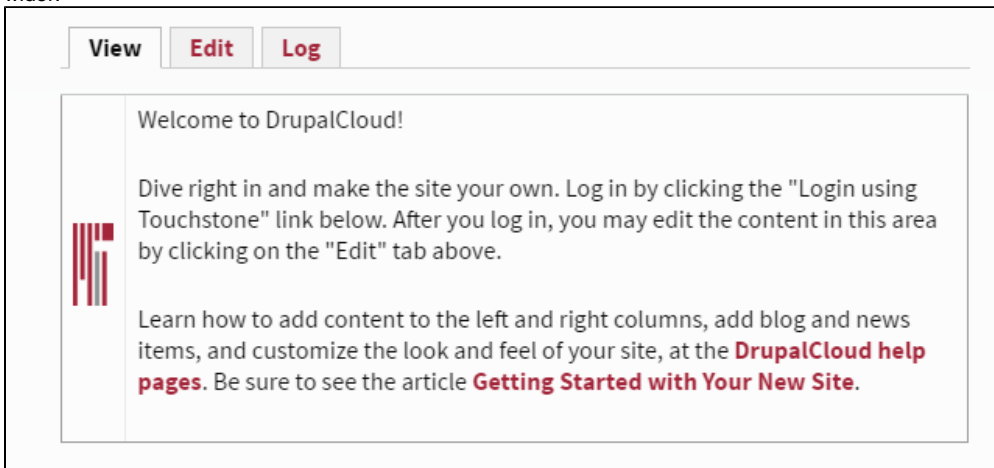 View Edit Log
Welcome to DrupalCloud!
Dive right in and make the site your own. Log in by clicking the "Login using
Touchstone" link below. After you log in, you may edit the content in this area
by clicking on the "Edit" tab above.
Learn how to add content to the left and right columns, add blog and news
items, and customize the look and feel of your site, at the DrupalCloud help
pages. Be sure to see the article Getting Started with Your New Site.